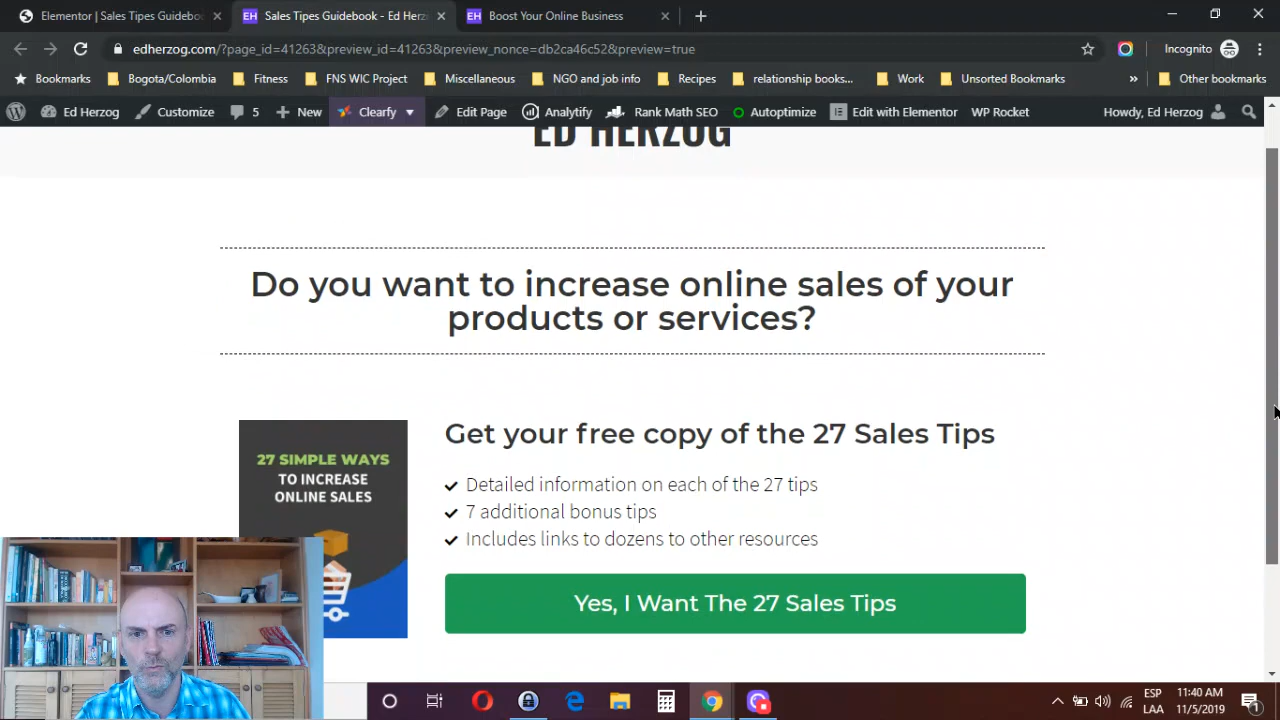 Elementor | Sales Tipes Guidebo
Sales Tipes Guidebook - Ed Herz
Boost Your Online Business
edherzog.com/?page_id=41263&preview_id=41263&preview_nonce=db2ca46c52&preview=true
Incognito
Bookmarks
Bogota/Colombia
Fitness
FNS WIC Project
Miscellaneous
NGO and job info
Recipes
relationship books...
Work
Unsorted Bookmarks
»
Other bookmarks
Ed Herzog
Customize
5
New
Clearfy
Edit Page
Analytify
Rank Math SEO
Autoptimize
Edit with Elementor
WP Rocket
Howdy, Ed Herzog
ED HERZOG
Do you want to increase online sales of your
products or services?
27 SIMPLE WAYS
TO INCREASE
ONLINE SALES
Get your free copy of the 27 Sales Tips
Detailed information on each of the 27 tips
7 additional bonus tips
Includes links to dozens to other resources
Yes, I Want The 27 Sales Tips
ESP
LAA
11:40 AM
11/5/2019
1